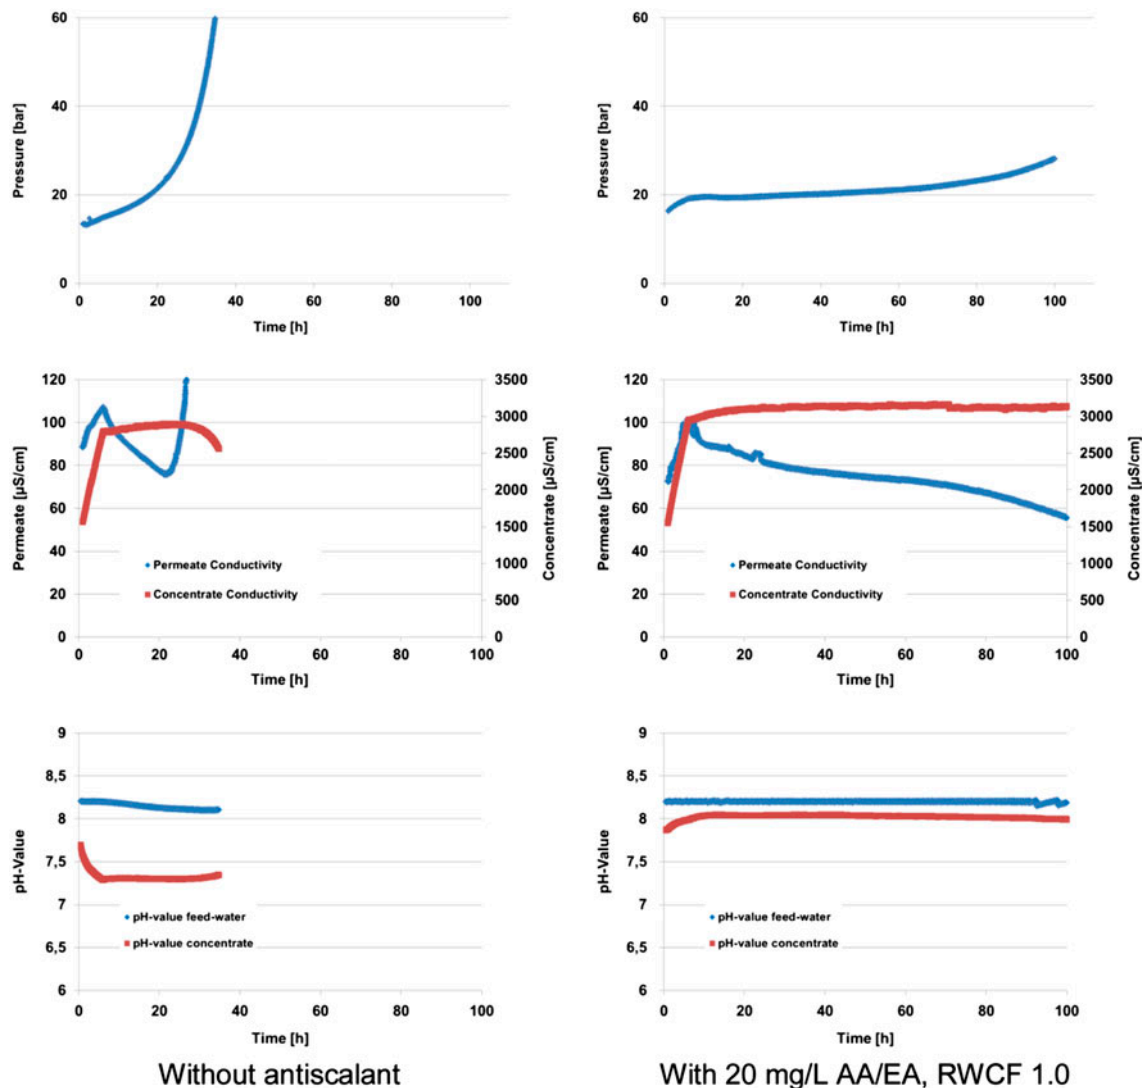 60
40
20
0
Pressure [bar]
0 20 40 60 80 100
Time [h]
60
40
20
0
Pressure [bar]
0 20 40 60 80 100
Time [h]
120
100
80
60
40
20
0
Permeate [µS/cm]
3500
3000
2500
2000
1500
1000
500
0
Concentrate [µS/cm]
Permeate Conductivity
Concentrate Conductivity
0 20 40 60 80 100
Time [h]
120
100
80
60
40
20
0
Permeate [µS/cm]
3500
3000
2500
2000
1500
1000
500
0
Concentrate [µS/cm]
Permeate Conductivity
Concentrate Conductivity
0 20 40 60 80 100
Time [h]
9
8,5
8
7,5
7
6,5
6
pH-Value
pH-value feed-water
pH-value concentrate
0 20 40 60 80 100
Time [h]
9
8,5
8
7,5
7
6,5
6
pH-Value
pH-value feed-water
pH-value concentrate
0 20 40 60 80 100
Time [h]
Without antiscalant
With 20 mg/L AA/EA, RWCF 1.0